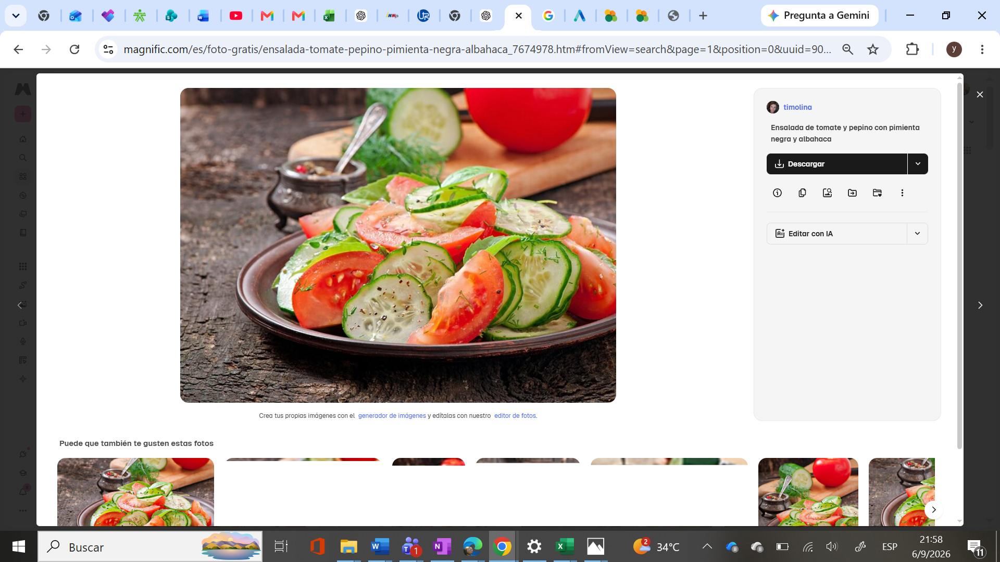 Pregunta a Gemini
magnific.com/es/foto-gratis/ensalada-tomate-pepino-pimienta-negra-albahaca_7674978.htm#fromView=search&page=1&position=0&uuid=90...
y
timolina
Ensalada de tomate y pepino con pimienta
negra y albahaca
Descargar
Editar con IA
Crea tus propias imágenes con el generador de imágenes y edítalas con nuestro editor de fotos.
Puede que también te gusten estas fotos
Buscar
1
2
34°C
ESP
21:58
6/9/2026
11